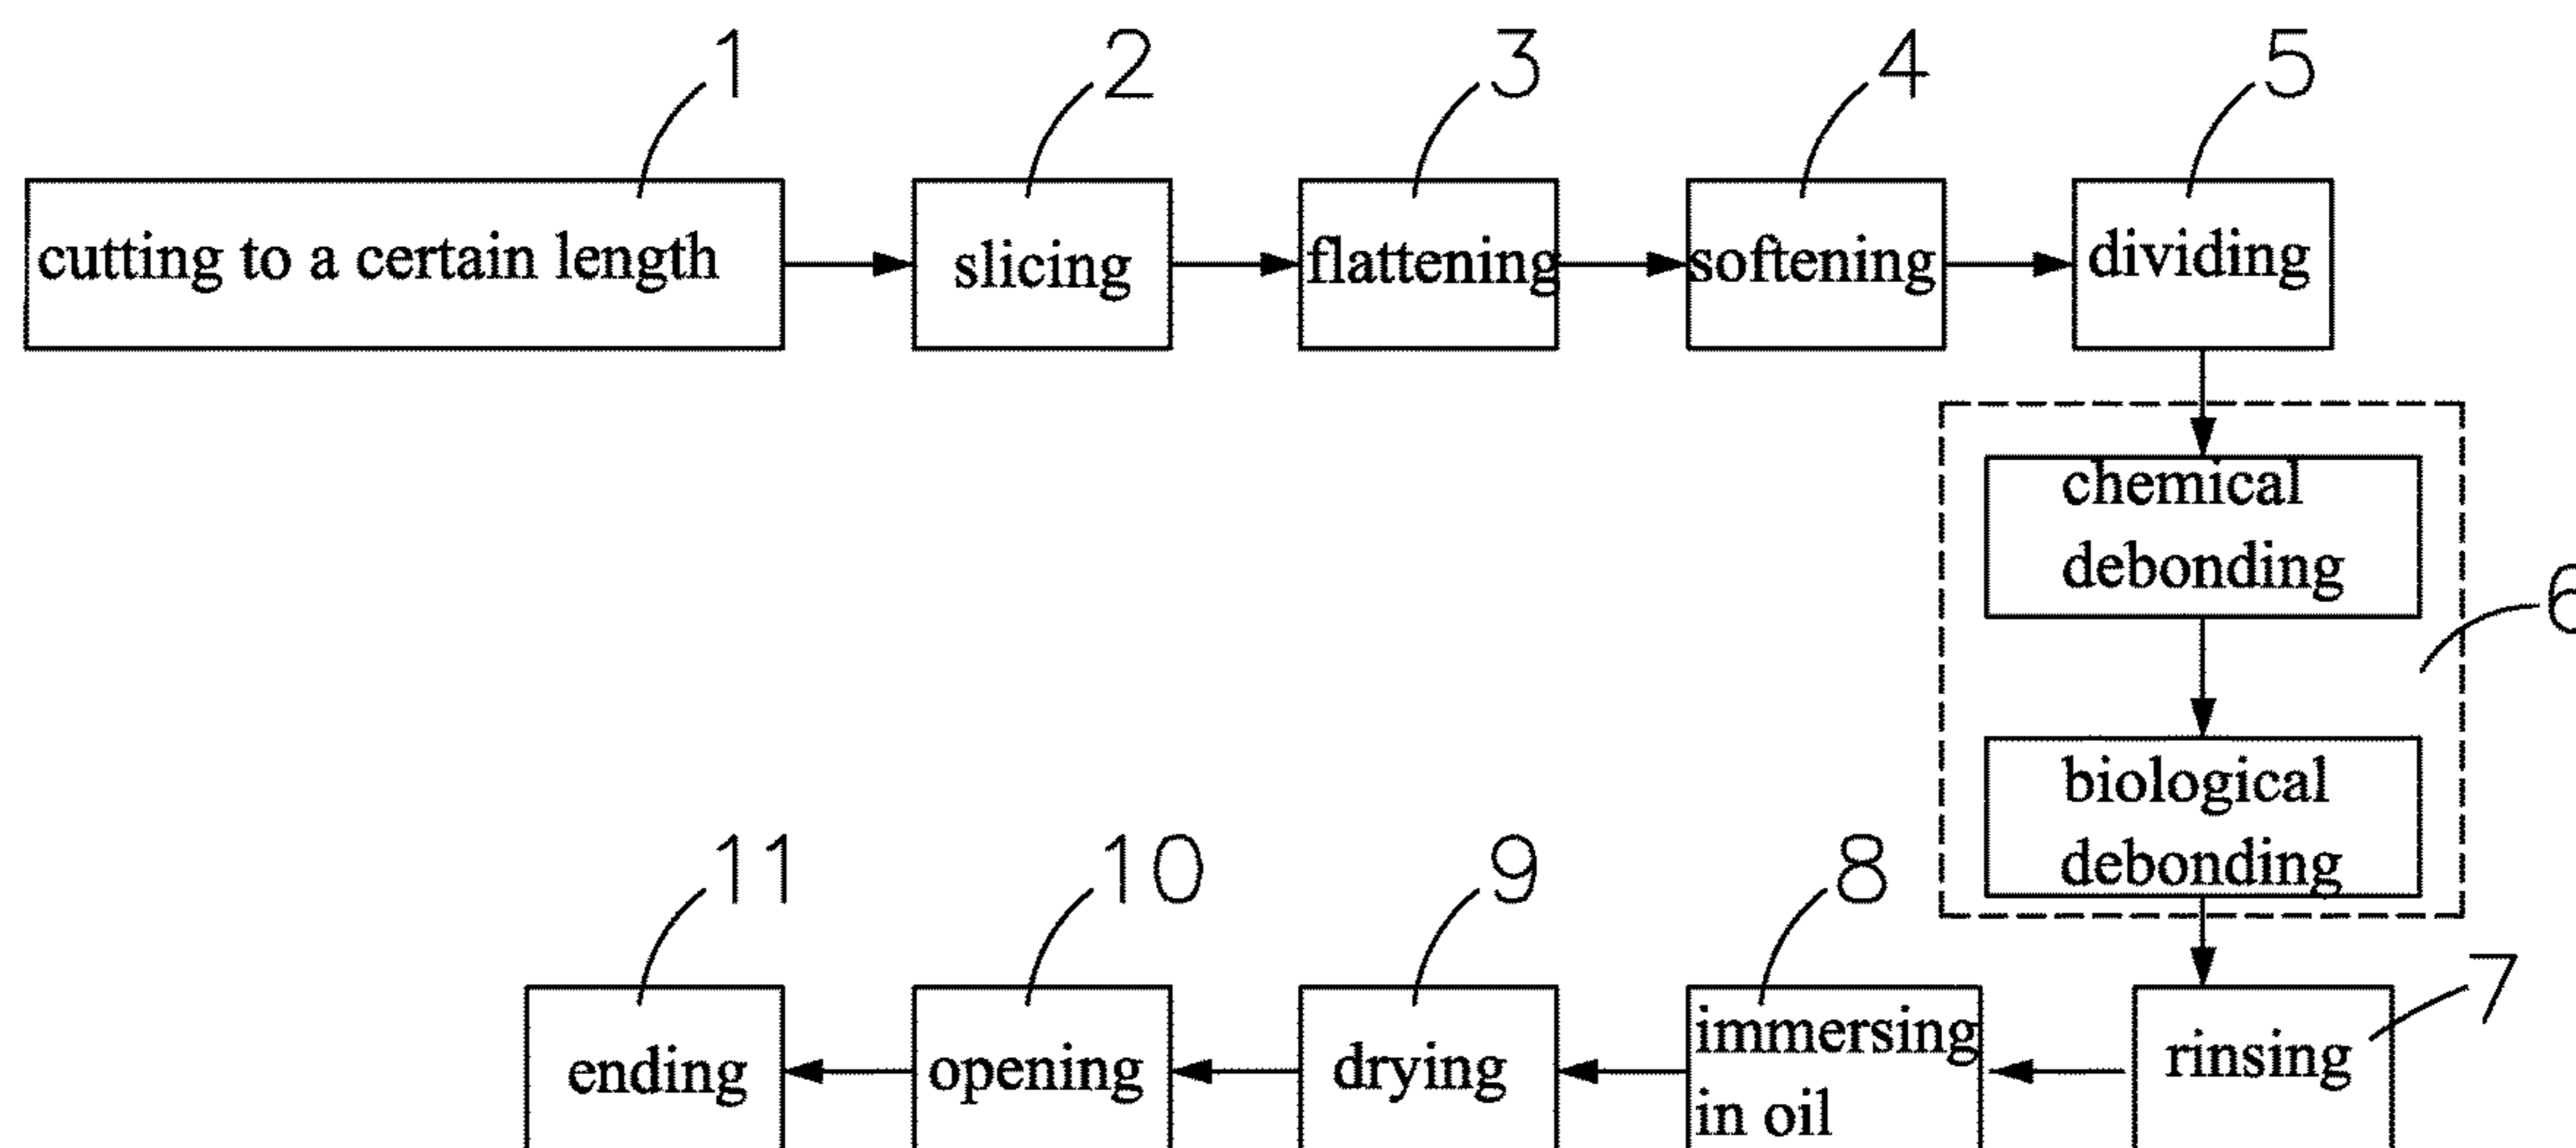 1 2 3 4 5
cutting to a certain length slicing flattening softening dividing
chemical
debonding
6
biological
debonding
11 10 9 8 7
ending opening drying immersing
in oil rinsing